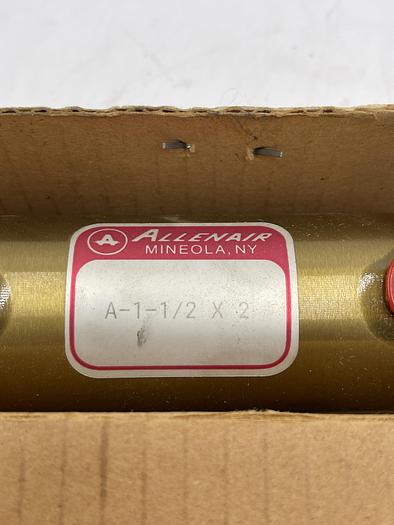 A ALLENAIR
MINEOLA, NY
A-1-1/2 X 2